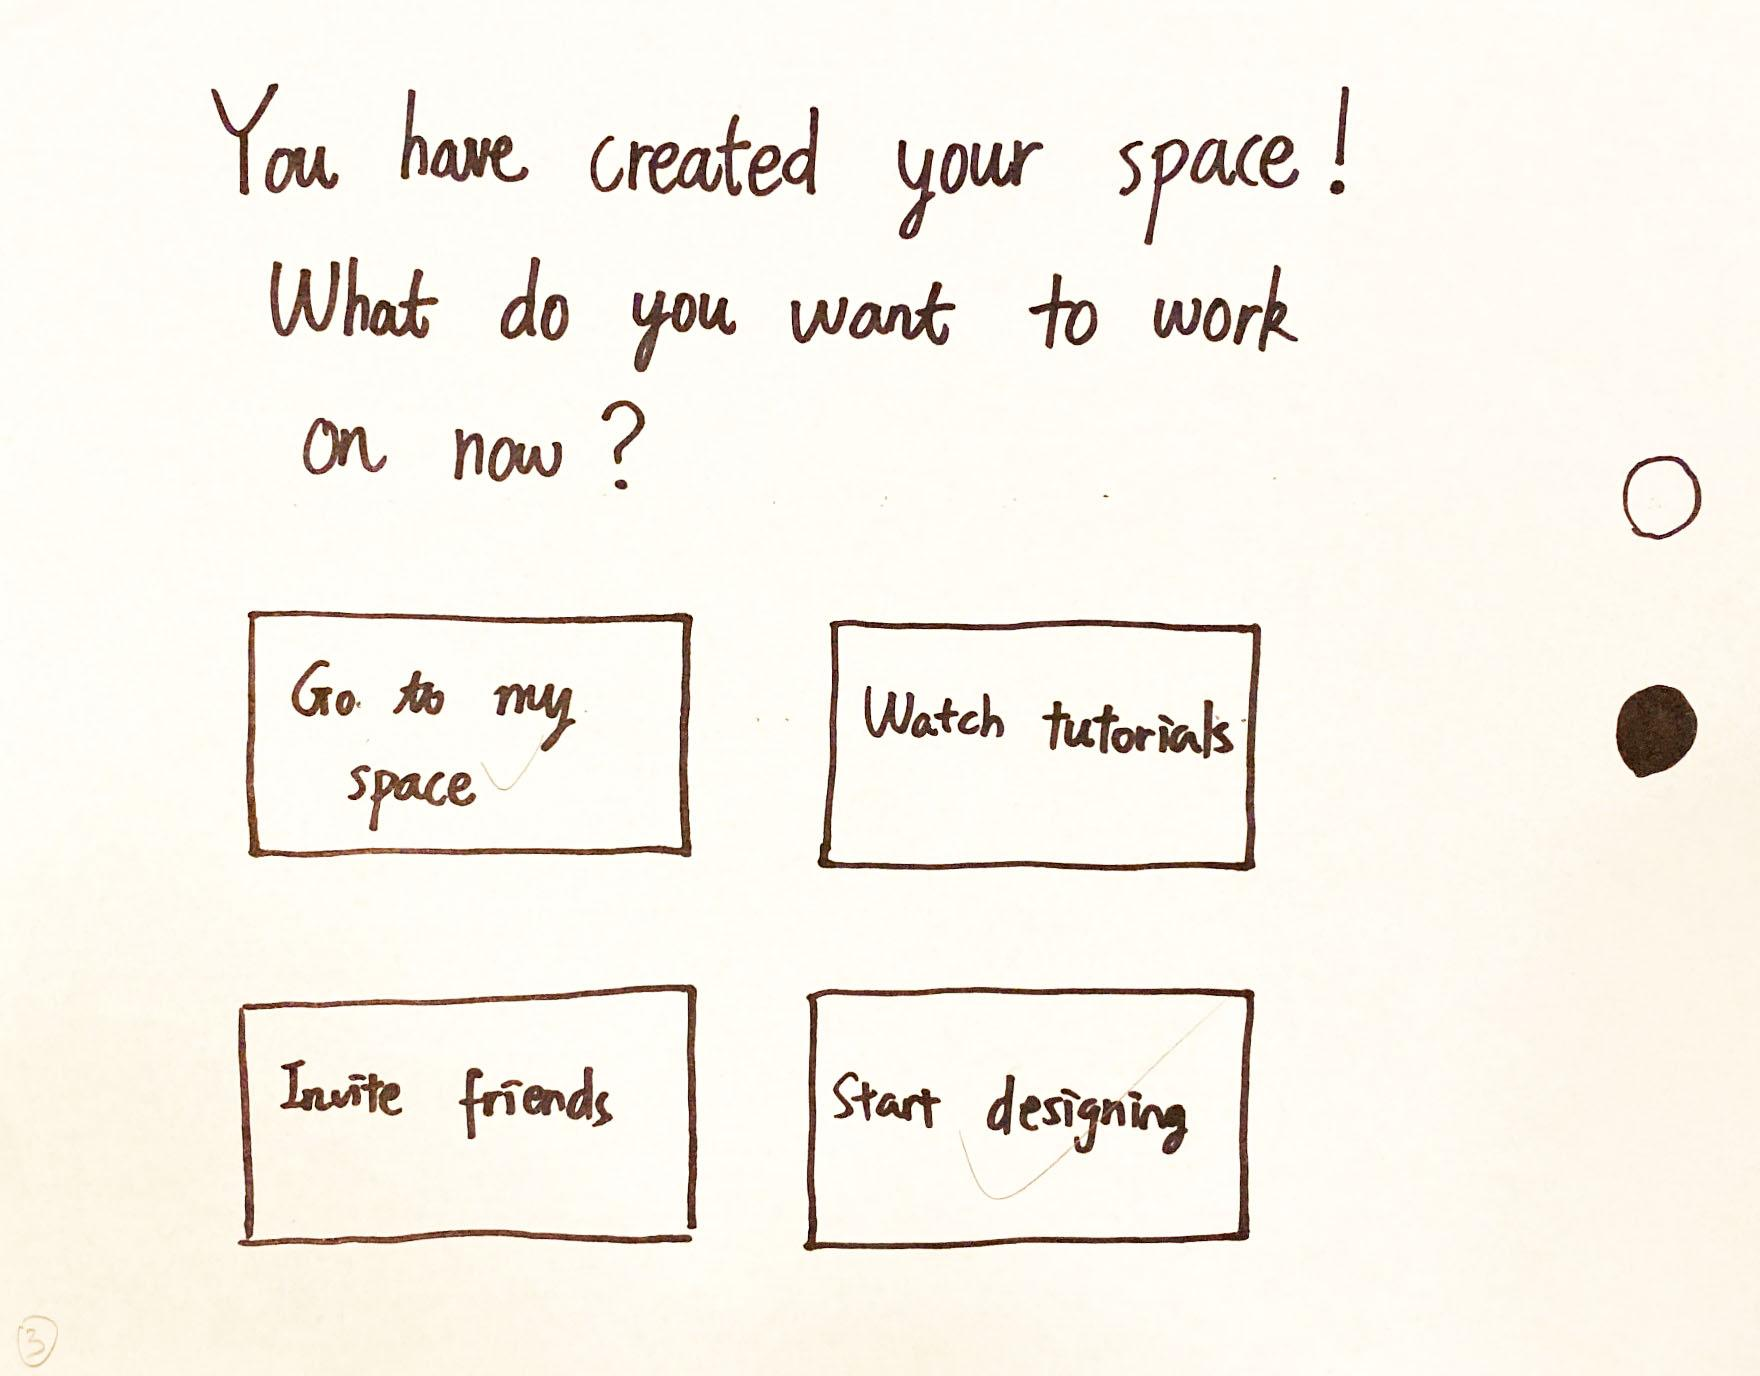 You have created your space!
What do you want to work
on now?
Go to my
space
Watch tutorials
Invite friends
Start designing
3